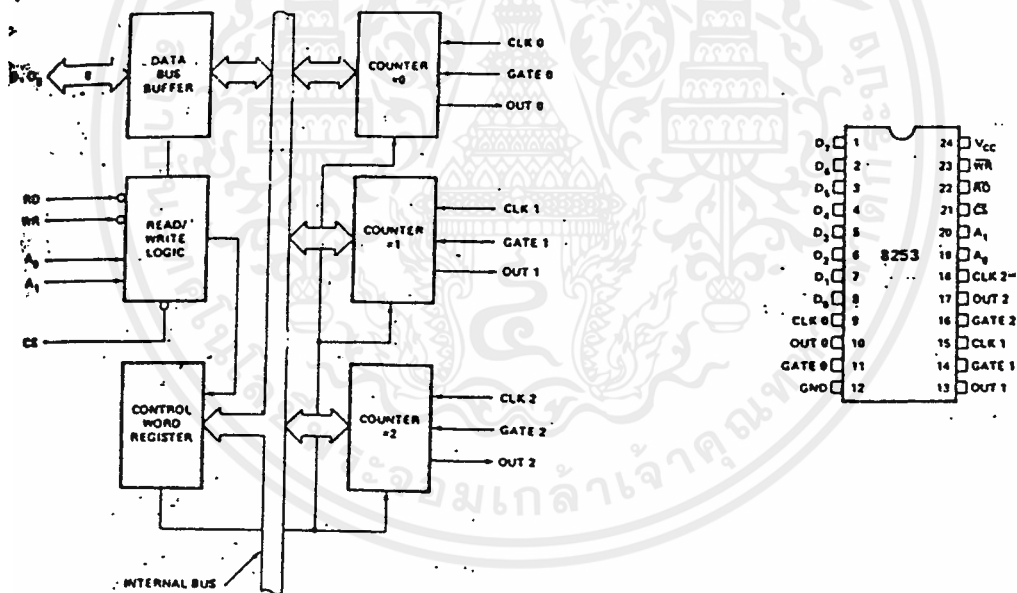 DATA
BUS
BUFFER
8
READ/
WRITE
LOGIC
RD
WR
A0
A1
CS
CONTROL
WORD
REGISTER
INTERNAL BUS
COUNTER
=0
CLK 0
GATE 0
OUT 0
COUNTER
=1
CLK 1
GATE 1
OUT 1
COUNTER
=2
CLK 2
GATE 2
OUT 2
8253
D7 1
D6 2
D5 3
D4 4
D3 5
D2 6
D1 7
D0 8
CLK 0 9
OUT 0 10
GATE 0 11
GND 12
24 VCC
23 WR
22 RD
21 CS
20 A1
19 A0
18 CLK 2
17 OUT 2
16 GATE 2
15 CLK 1
14 GATE 1
13 OUT 1